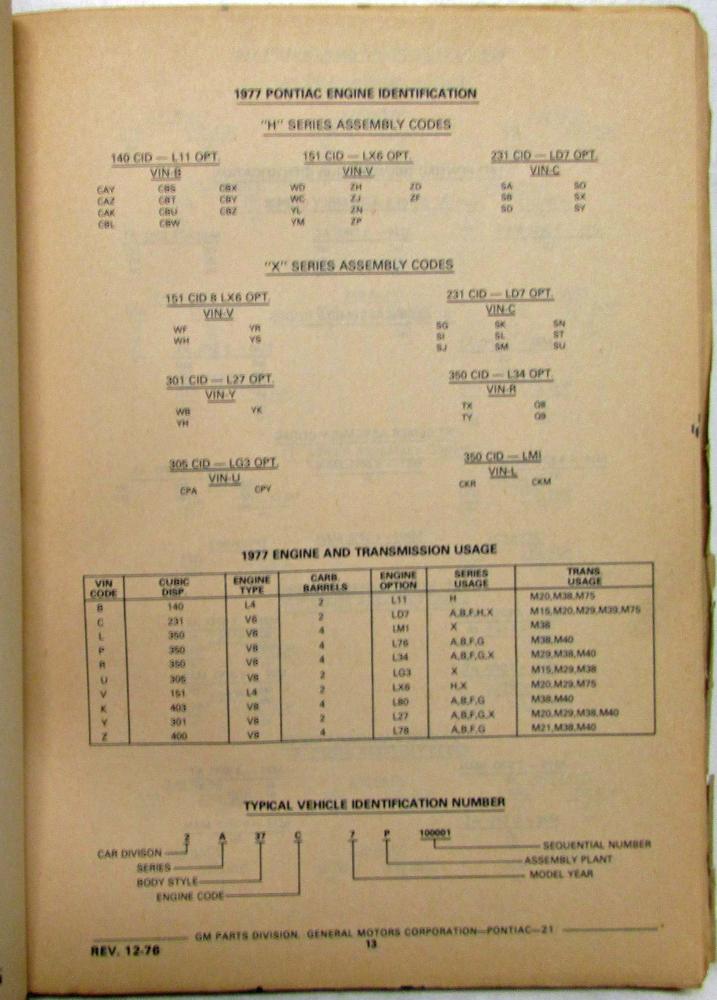 1977 PONTIAC ENGINE IDENTIFICATION
"H" SERIES ASSEMBLY CODES
140 CID — L11 OPT. 151 CID — LX6 OPT. 231 CID — LD7 OPT.
VIN-B VIN-V VIN-C
CAY CBS CBX WD ZH ZD SA SO
CAZ CBT CBY WC ZJ ZF SB SX
CAK CBU CBZ YL ZN SD SY
CBL CBW YM ZP
"X" SERIES ASSEMBLY CODES
151 CID 8 LX6 OPT. 231 CID — LD7 OPT.
VIN-V VIN-C
WF YR SG SK SN
WH YS SI SL ST
SJ SM SU
301 CID — L27 OPT. 350 CID — L34 OPT.
VIN-Y VIN-R
WB YK TX Q8
YH TY Q9
305 CID — LG3 OPT. 350 CID — LMI
VIN-U VIN-L
CPA CPY CKR CKM
1977 ENGINE AND TRANSMISSION USAGE
VIN CUBIC ENGINE CARB. ENGINE SERIES TRANS.
CODE DISP. TYPE BARRELS OPTION USAGE USAGE
B 140 L4 2 L11 H M20,M38,M75
C 231 V6 2 LD7 A,B,F,H,X M15,M20,M29,M39,M75
L 350 V8 4 LM1 X M38
P 350 V8 4 L76 A,B,F,G M38,M40
R 350 V8 4 L34 A,B,F,G,X M29,M38,M40
U 305 V8 2 LG3 X M15,M29,M38
V 151 L4 2 LX6 H,X M20,M29,M75
K 403 V8 4 L80 A,B,F,G M38,M40
Y 301 V8 2 L27 A,B,F,G,X M20,M29,M38,M40
Z 400 V8 4 L78 A,B,F,G M21,M38,M40
TYPICAL VEHICLE IDENTIFICATION NUMBER
2 A 37 C 7 P 100001
CAR DIVISON SEQUENTIAL NUMBER
SERIES ASSEMBLY PLANT
BODY STYLE MODEL YEAR
ENGINE CODE
GM PARTS DIVISION, GENERAL MOTORS CORPORATION—PONTIAC—21
REV. 12-76 13